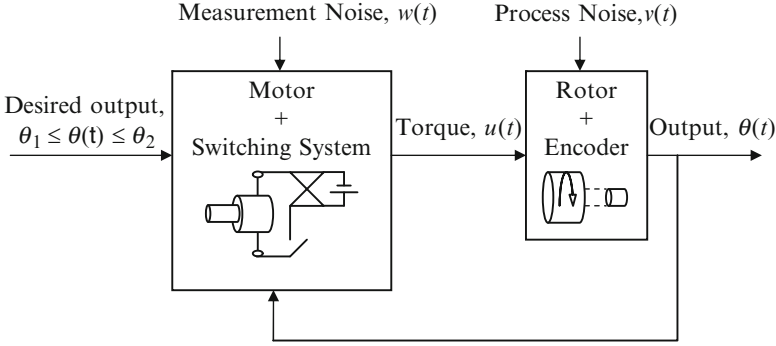 Measurement Noise, w(t)
Process Noise,v(t)
Desired output,
θ₁ ≤ θ(t) ≤ θ₂
Motor
+
Switching System
Torque, u(t)
Rotor
+
Encoder
Output, θ(t)